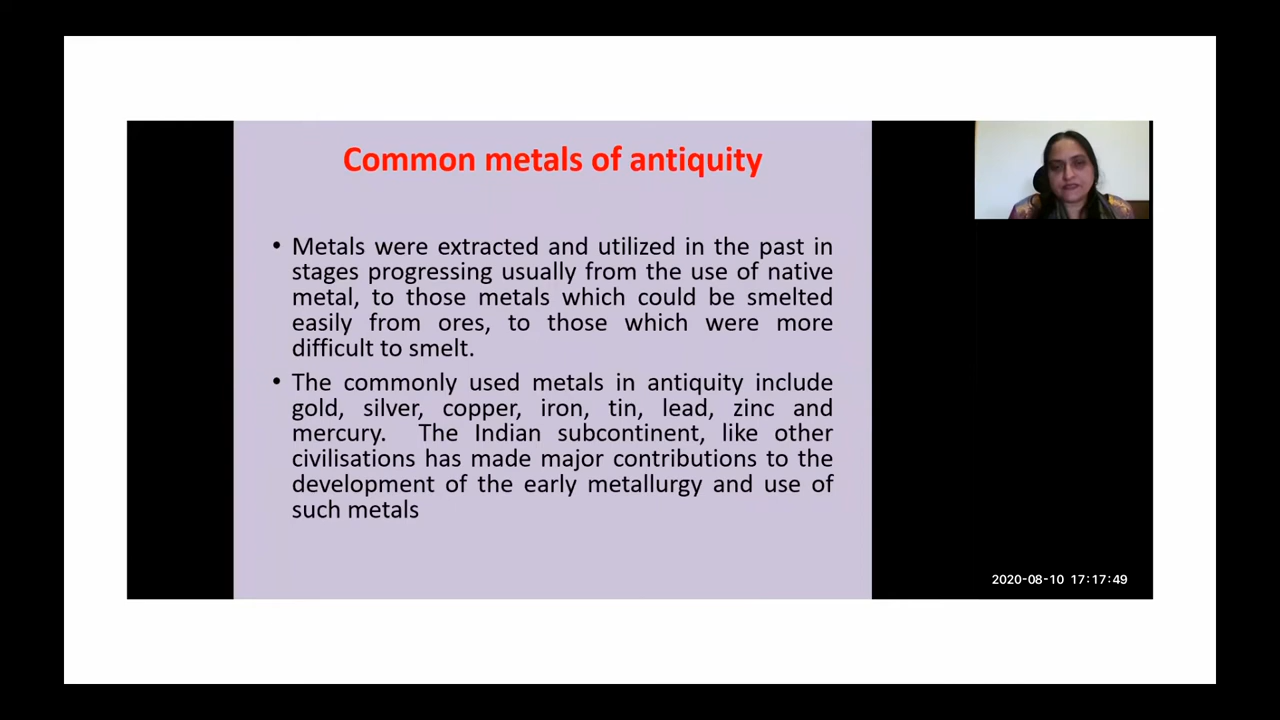 Common metals of antiquity
• Metals were extracted and utilized in the past in
stages progressing usually from the use of native
metal, to those metals which could be smelted
easily from ores, to those which were more
difficult to smelt.
• The commonly used metals in antiquity include
gold, silver, copper, iron, tin, lead, zinc and
mercury.  The Indian subcontinent, like other
civilisations has made major contributions to the
development of the early metallurgy and use of
such metals
2020-08-10 17:17:49